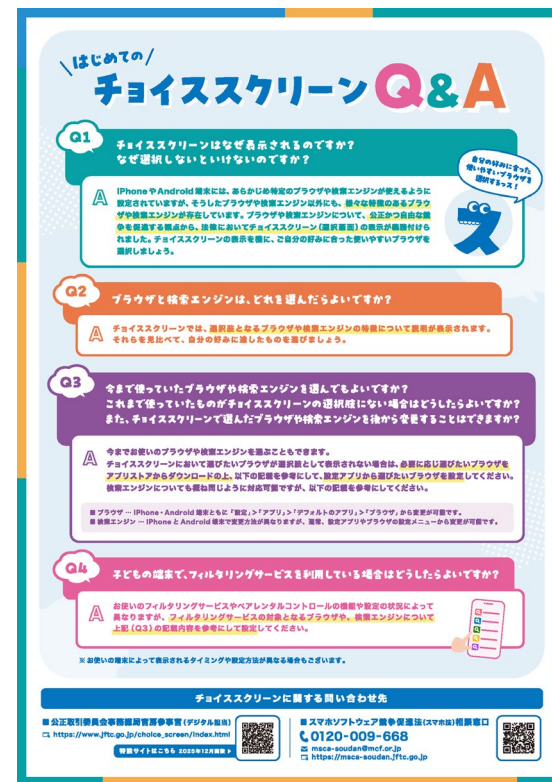 はじめての
チョイススクリーンQ&A
Q1
チョイススクリーンはなぜ表示されるのですか?
なぜ選択しないといけないのですか?
自分の好みに合った
使いやすいブラウザを
選択するッス!
A
iPhoneやAndroid端末には、あらかじめ特定のブラウザや検索エンジンが使えるように
設定されていますが、そうしたブラウザや検索エンジン以外にも、様々な特徴のあるブラウ
ザや検索エンジンが存在しています。ブラウザや検索エンジンについて、公正かつ自由な競
争を促進する観点から、法律においてチョイススクリーン(選択画面)の表示が義務付けら
れました。チョイススクリーンの表示を機に、ご自分の好みに合った使いやすいブラウザを
選択しましょう。
Q2
ブラウザと検索エンジンは、どれを選んだらよいですか?
A
チョイススクリーンでは、選択肢となるブラウザや検索エンジンの特徴について説明が表示されます。
それらを見比べて、自分の好みに適したものを選びましょう。
Q3
今まで使っていたブラウザや検索エンジンを選んでもよいですか?
これまで使っていたものがチョイススクリーンの選択肢にない場合はどうしたらよいですか?
また、チョイススクリーンで選んだブラウザや検索エンジンを後から変更することはできますか?
A
今までお使いのブラウザや検索エンジンを選ぶこともできます。
チョイススクリーンにおいて選びたいブラウザが選択肢として表示されない場合は、必要に応じ選びたいブラウザを
アプリストアからダウンロードの上、以下の記載を参考にして、設定アプリから選びたいブラウザを設定してください。
検索エンジンについても概ね同じように対応可能ですが、以下の記載を参考にしてください。
■ブラウザ … iPhone・Android 端末ともに「設定」>「アプリ」>「デフォルトのアプリ」>「ブラウザ」から変更が可能です。
■検索エンジン … iPhone と Android 端末で変更方法が異なりますが、通常、設定アプリやブラウザの設定メニューから変更が可能です。
Q4
子どもの端末で、フィルタリングサービスを利用している場合はどうしたらよいですか?
A
お使いのフィルタリングサービスやペアレンタルコントロールの機能や設定の状況によって
異なりますが、フィルタリングサービスの対象となるブラウザや、検索エンジンについて
上記(Q3)の記載内容を参考にして設定してください。
※お使いの端末によって表示されるタイミングや設定方法が異なる場合もございます。
チョイススクリーンに関する問い合わせ先
■公正取引委員会事務総局官房参事官(デジタル担当)
https://www.jftc.go.jp/choice_screen/index.html
特設サイトはこちら 2025年12月開設
■スマホソフトウェア競争促進法(スマホ法)相談窓口
0120-009-668
msca-soudan@mcf.or.jp
https://msca-soudan.jftc.go.jp